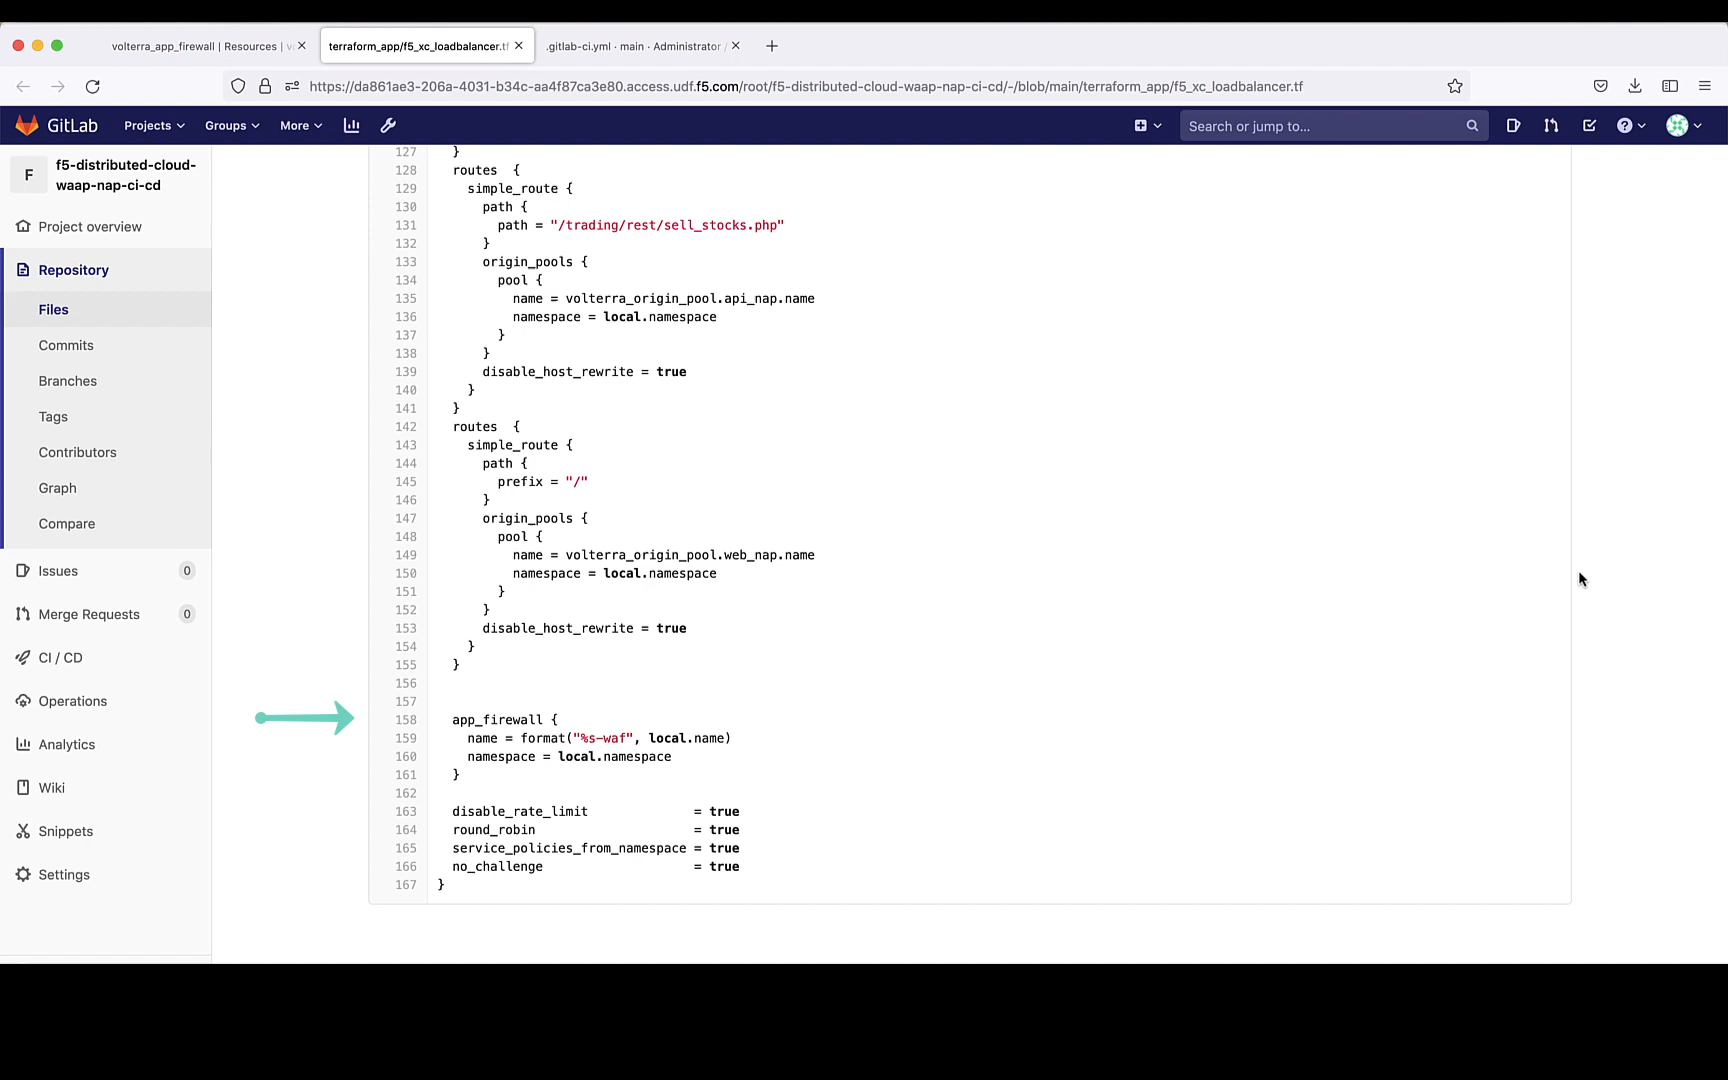 volterra_app_firewall | Resources | v
terraform_app/f5_xc_loadbalancer.tf
.gitlab-ci.yml · main · Administrator /
https://da861ae3-206a-4031-b34c-aa4f87ca3e80.access.udf.f5.com/root/f5-distributed-cloud-waap-nap-ci-cd/-/blob/main/terraform_app/f5_xc_loadbalancer.tf
GitLab
Projects
Groups
More
Search or jump to...
F
f5-distributed-cloud-
waap-nap-ci-cd
Project overview
Repository
Files
Commits
Branches
Tags
Contributors
Graph
Compare
Issues 0
Merge Requests 0
CI / CD
Operations
Analytics
Wiki
Snippets
Settings
127 }
128 routes {
129 simple_route {
130 path {
131 path = "/trading/rest/sell_stocks.php"
132 }
133 origin_pools {
134 pool {
135 name = volterra_origin_pool.api_nap.name
136 namespace = local.namespace
137 }
138 }
139 disable_host_rewrite = true
140 }
141 }
142 routes {
143 simple_route {
144 path {
145 prefix = "/"
146 }
147 origin_pools {
148 pool {
149 name = volterra_origin_pool.web_nap.name
150 namespace = local.namespace
151 }
152 }
153 disable_host_rewrite = true
154 }
155 }
156
157
158 app_firewall {
159 name = format("%s-waf", local.name)
160 namespace = local.namespace
161 }
162
163 disable_rate_limit = true
164 round_robin = true
165 service_policies_from_namespace = true
166 no_challenge = true
167 }